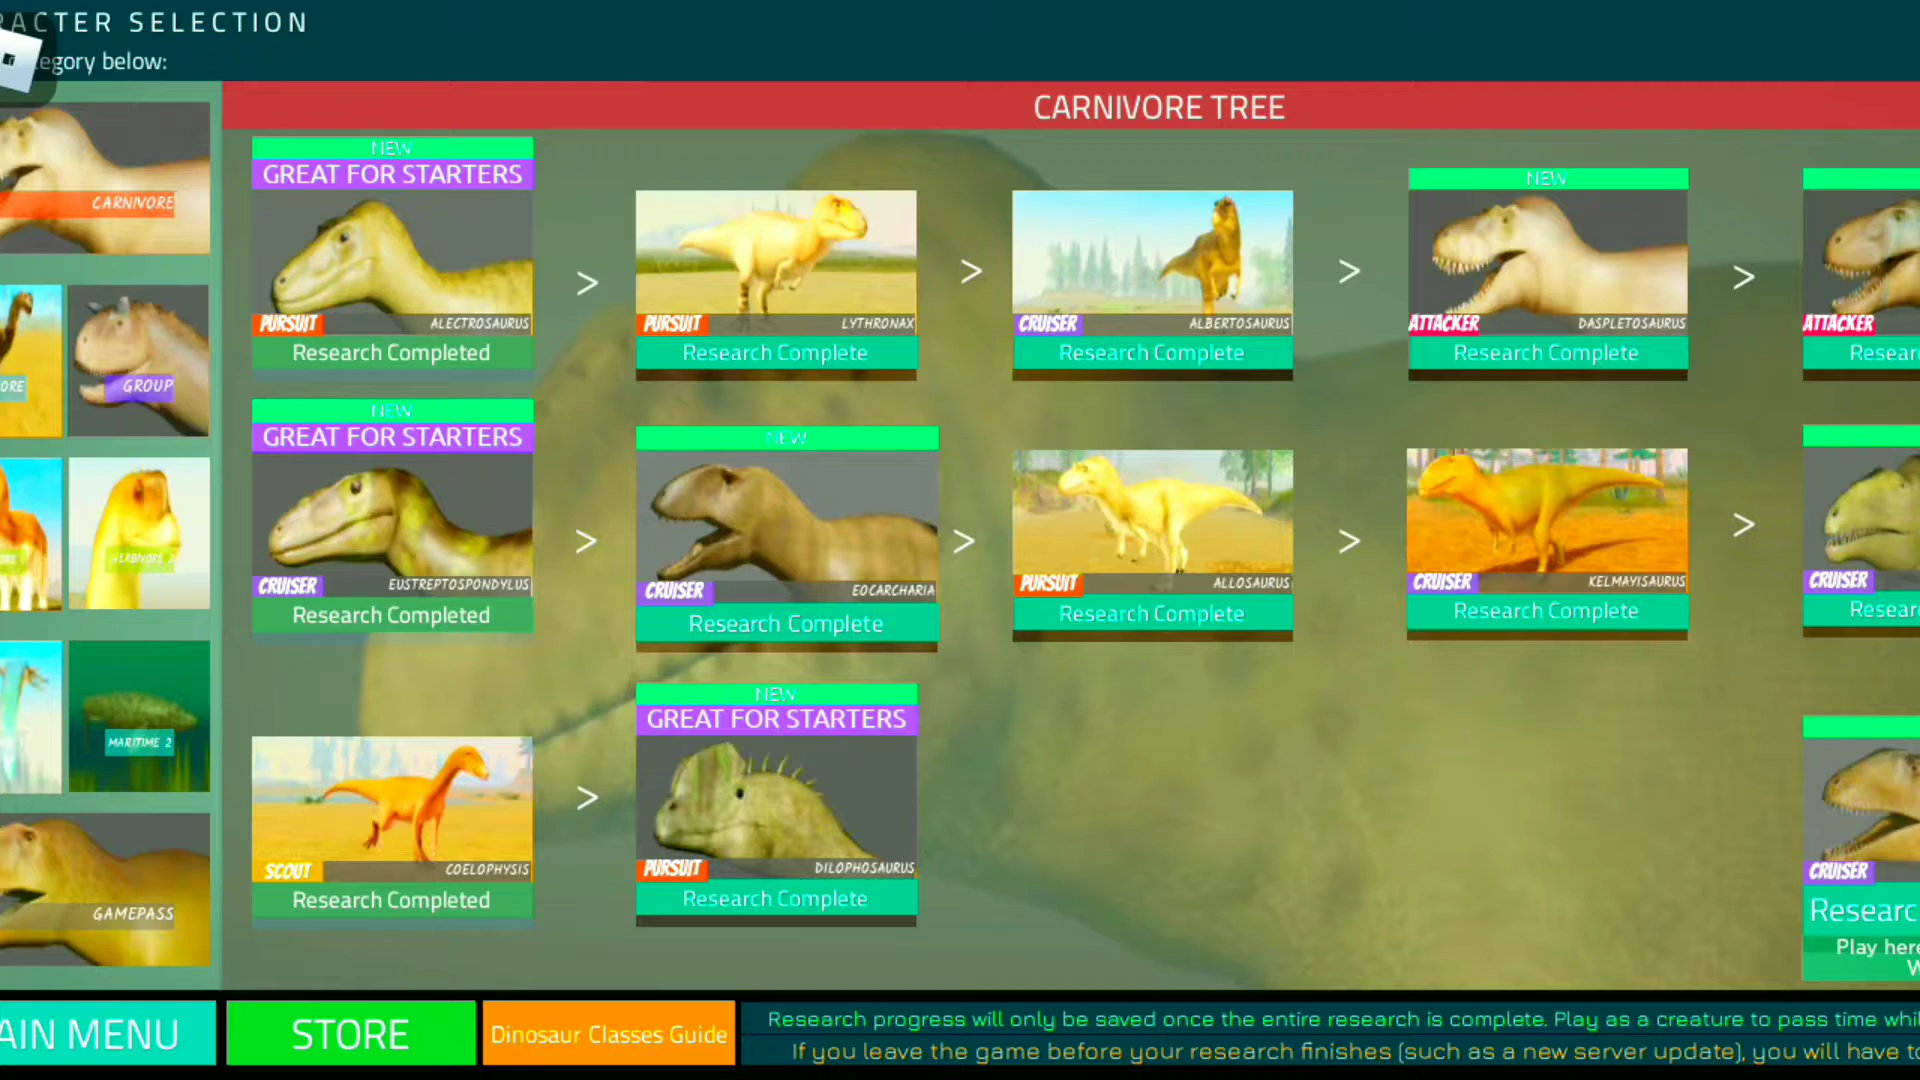 RACTER SELECTION
egory below:
CARNIVORE TREE
CARNIVORE
ORE
GROUP
HERBIVORE 2
MARITIME 2
GAMEPASS
NEW
GREAT FOR STARTERS
PURSUIT
ALECTROSAURUS
Research Completed
>
PURSUIT
LYTHRONAX
Research Complete
>
CRUISER
ALBERTOSAURUS
Research Complete
>
NEW
ATTACKER
DASPLETOSAURUS
Research Complete
>
ATTACKER
Resear
NEW
GREAT FOR STARTERS
CRUISER
EUSTREPTOSPONDYLUS
Research Completed
>
NEW
CRUISER
EOCARCHARIA
Research Complete
>
PURSUIT
ALLOSAURUS
Research Complete
>
CRUISER
KELMAYISAURUS
Research Complete
>
CRUISER
Resear
SCOUT
COELOPHYSIS
Research Completed
>
NEW
GREAT FOR STARTERS
PURSUIT
DILOPHOSAURUS
Research Complete
CRUISER
Researc
Play here
W
AIN MENU
STORE
Dinosaur Classes Guide
Research progress will only be saved once the entire research is complete. Play as a creature to pass time whil
If you leave the game before your research finishes (such as a new server update), you will have to